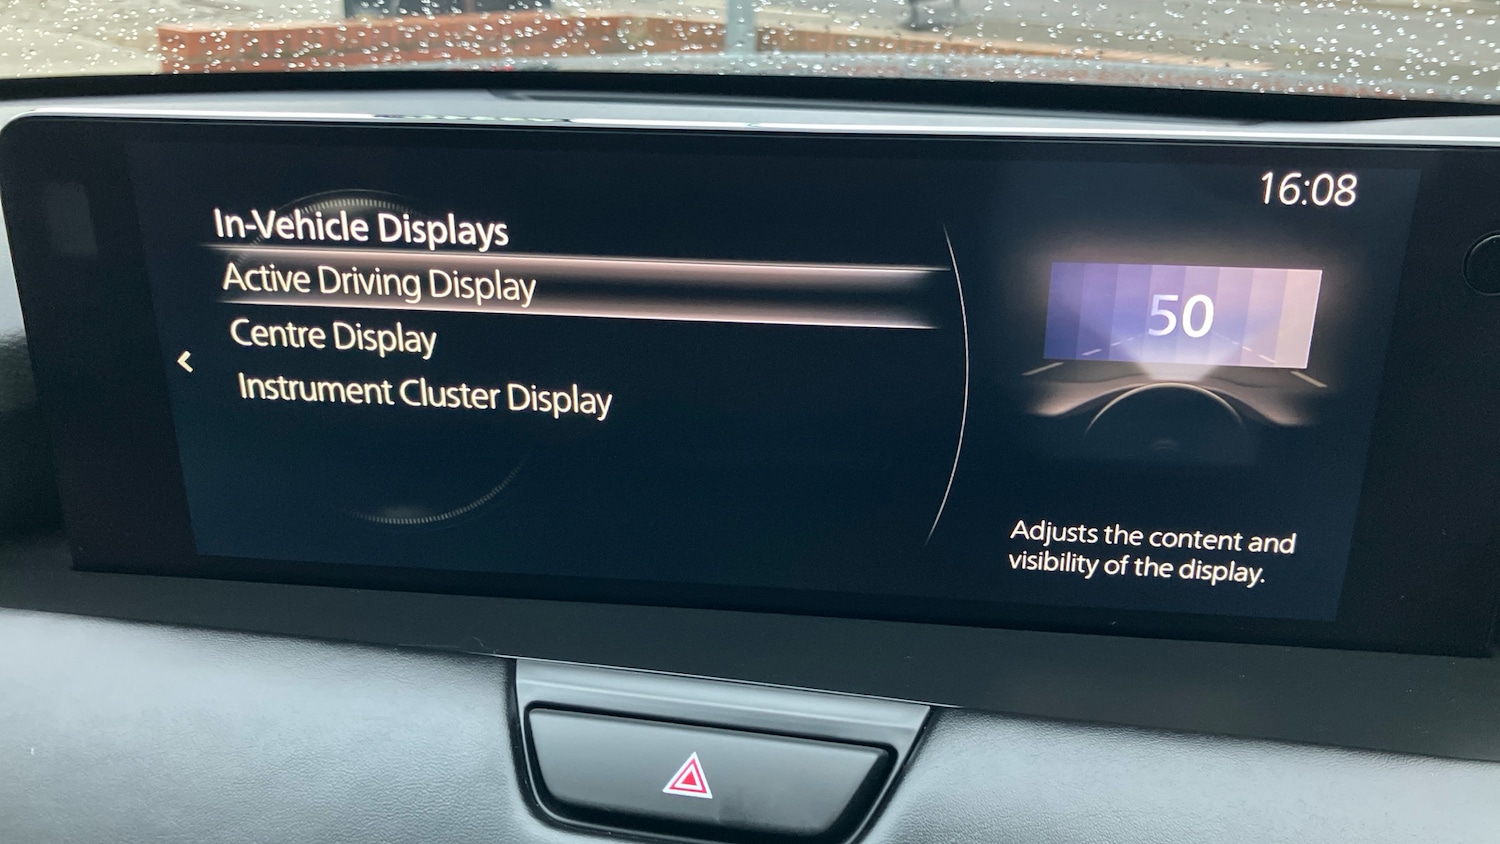 16:08
In-Vehicle Displays
Active Driving Display
Centre Display
Instrument Cluster Display
50
Adjusts the content and
visibility of the display.